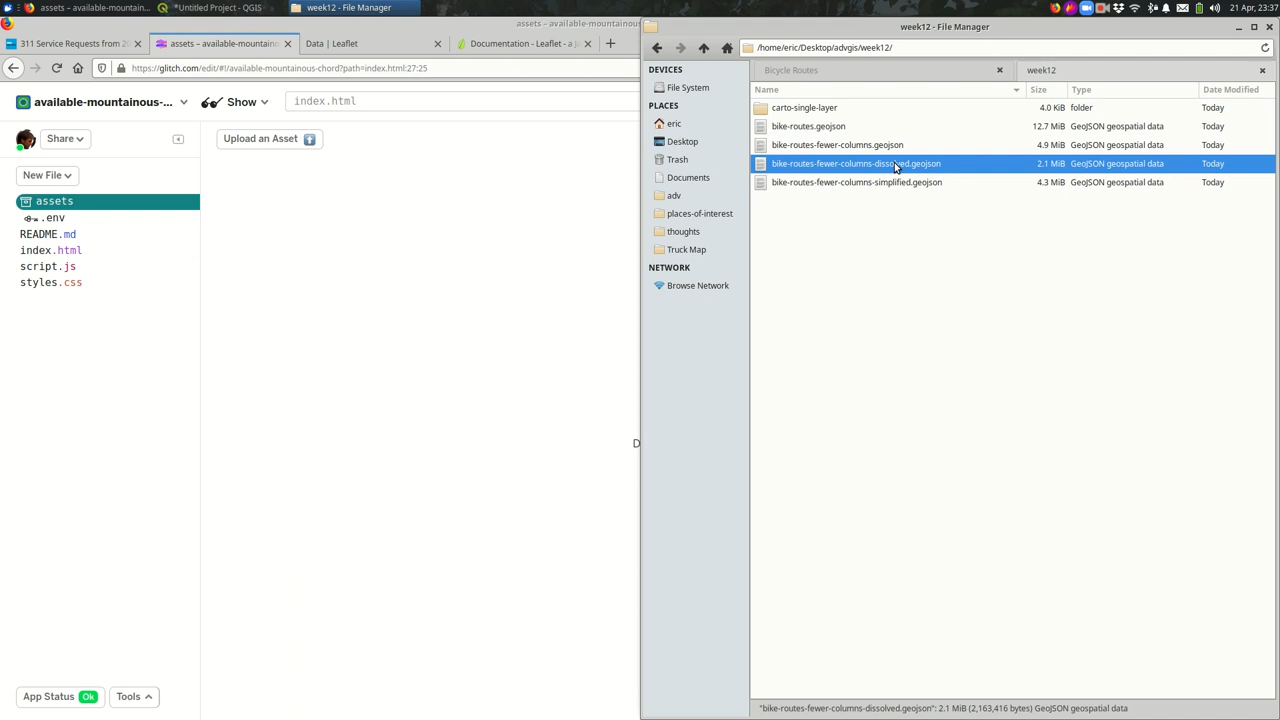 assets – available-mountainous...
*Untitled Project - QGIS
week12 - File Manager
21 Apr, 23:37
assets – available-mountainous
week12 - File Manager
311 Service Requests from 20
assets – available-mountainou
Data | Leaflet
Documentation - Leaflet - a J
/home/eric/Desktop/advgis/week12/
https://glitch.com/edit/#!/available-mountainous-chord?path=index.html:27:25
DEVICES
Bicycle Routes
week12
File System
Name
Size
Type
Date Modified
available-mountainous-...
Show
index.html
PLACES
carto-single-layer
4.0 KiB
folder
Today
eric
bike-routes.geojson
12.7 MiB
GeoJSON geospatial data
Today
Share
Upload an Asset
Desktop
bike-routes-fewer-columns.geojson
4.9 MiB
GeoJSON geospatial data
Today
Trash
bike-routes-fewer-columns-dissolved.geojson
2.1 MiB
GeoJSON geospatial data
Today
New File
Documents
bike-routes-fewer-columns-simplified.geojson
4.3 MiB
GeoJSON geospatial data
Today
assets
adv
.env
places-of-interest
README.md
thoughts
index.html
Truck Map
script.js
NETWORK
styles.css
Browse Network
D
App Status
Ok
Tools
"bike-routes-fewer-columns-dissolved.geojson": 2.1 MiB (2,163,416 bytes) GeoJSON geospatial data